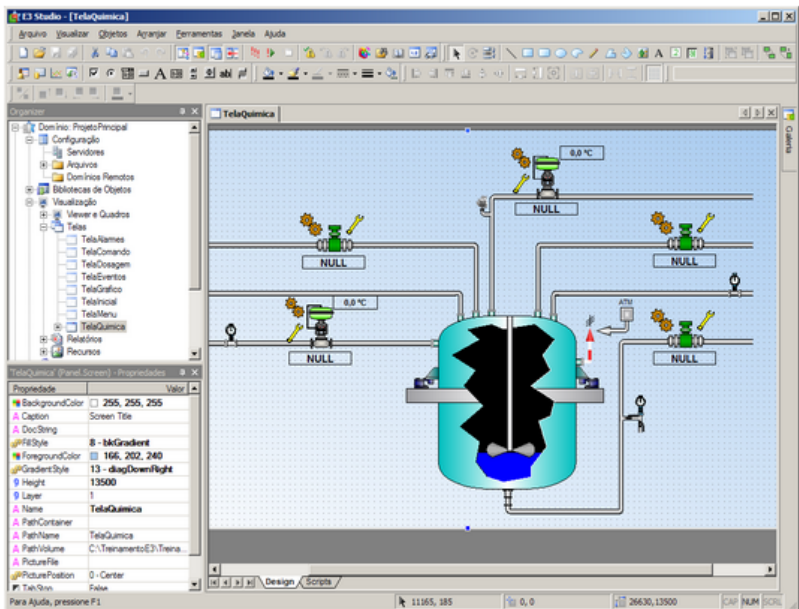 E3 Studio - [TelaQuimica]
Arquivo Visualizar Objetos Arranjar Ferramentas Janela Ajuda
Organizer
Domínio: ProjetoPrincipal
Configuração
Servidores
Arquivos
Domínios Remotos
Bibliotecas de Objetos
Visualização
Viewer e Quadros
Telas
TelaAlarmes
TelaComando
TelaDosagem
TelaEventos
TelaGrafico
TelaInicial
TelaMenu
TelaQuimica
Relatórios
Recursos
'TelaQuimica' (Panel.Screen) - Propriedades
Propriedade Valor
BackgroundColor 255, 255, 255
Caption Screen Title
DocString
FillStyle 8 - bkGradient
ForegroundColor 166, 202, 240
GradientStyle 13 - diagDownRight
Height 13500
Layer 1
Name TelaQuimica
PathContainer
PathName TelaQuimica
PathVolume C:\TreinamentoE3\Treina...
PictureFile
PicturePosition 0 - Center
TabStop False
TelaQuimica
Galeria
0,0 °C
NULL
NULL
NULL
0,0 °C
ATM
NULL
NULL
Design Scripts
Para Ajuda, pressione F1
11165, 185
0, 0
26630,13500
CAP NUM SCRL